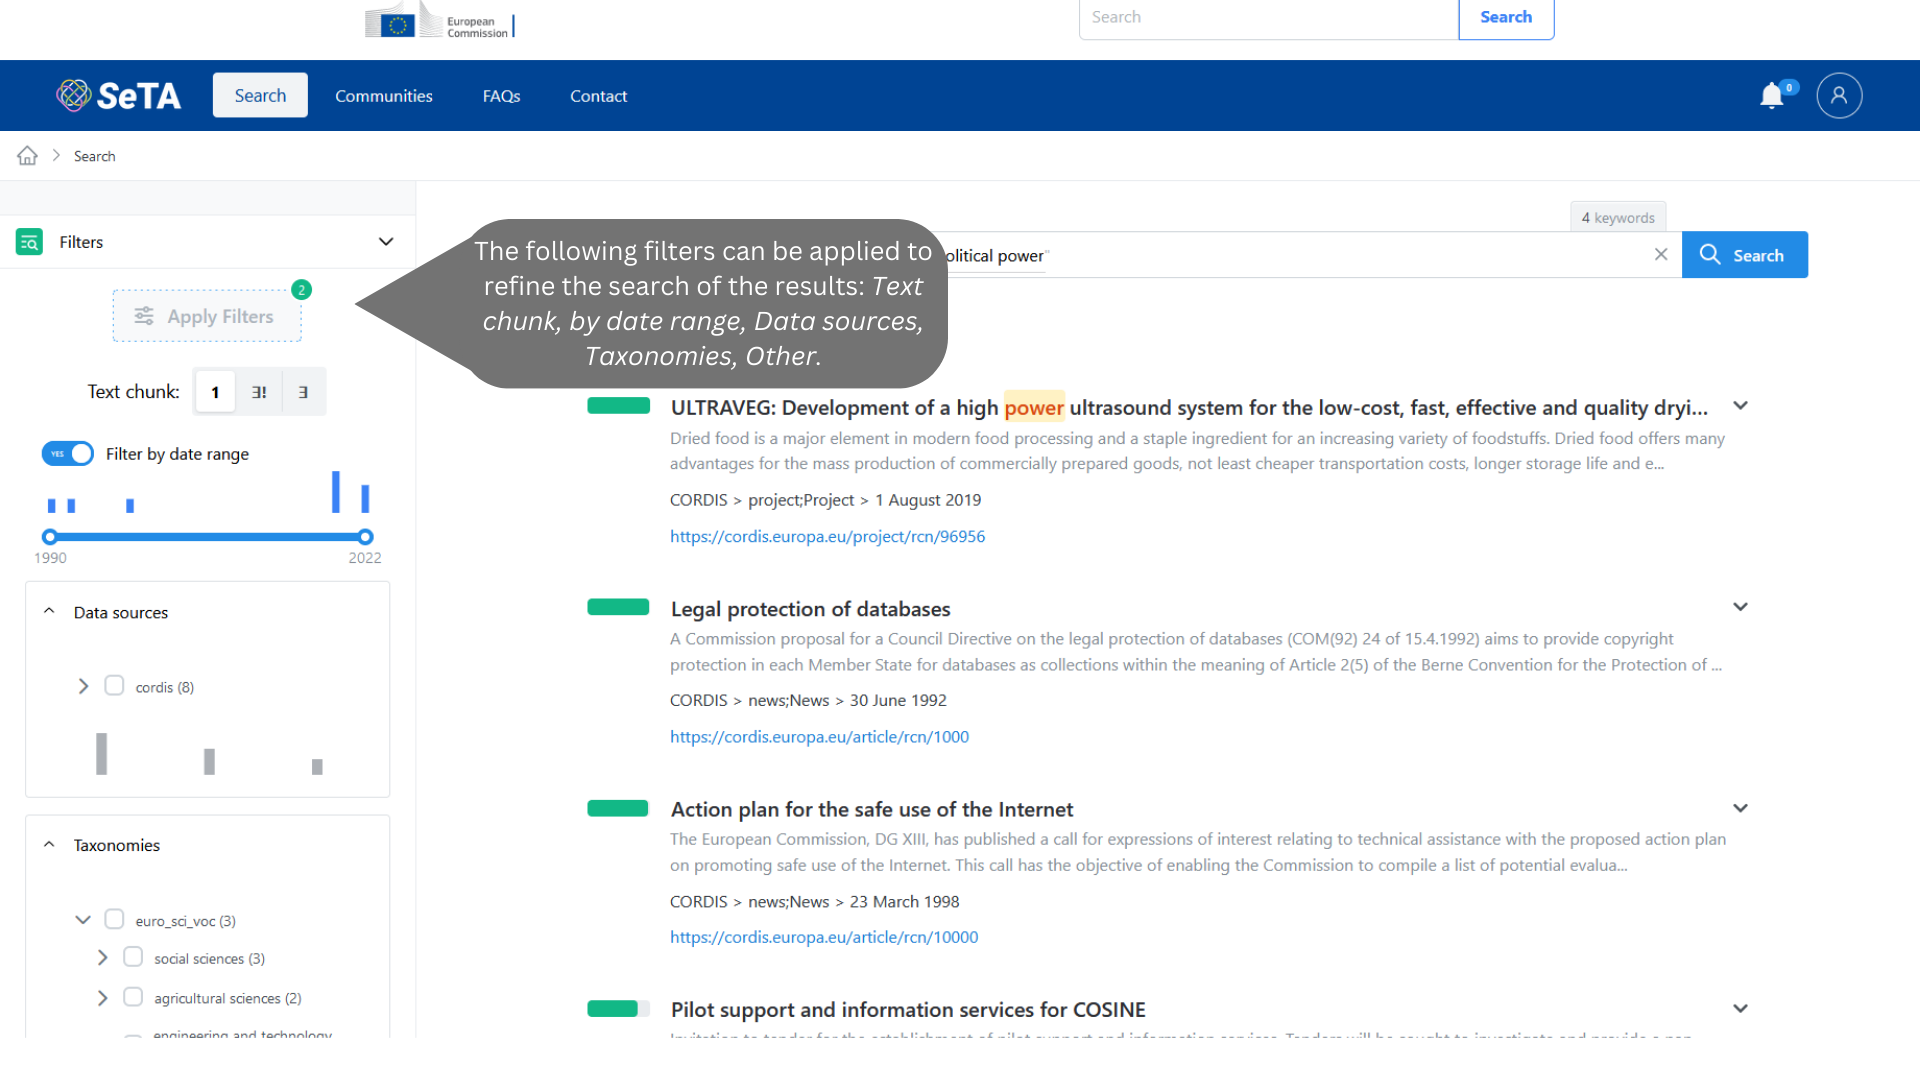 European
Commission
Search
Search
SeTA
Search
Communities
FAQs
Contact
0
Search
Filters
The following filters can be applied to
refine the search of the results: Text
chunk, by date range, Data sources,
Taxonomies, Other.
4 keywords
olitical power"
Search
2
Apply Filters
Text chunk:
1
∃!
∃
YES
Filter by date range
1990
2022
Data sources
cordis (8)
Taxonomies
euro_sci_voc (3)
social sciences (3)
agricultural sciences (2)
engineering and technology
ULTRAVEG: Development of a high power ultrasound system for the low-cost, fast, effective and quality dryi...
Dried food is a major element in modern food processing and a staple ingredient for an increasing variety of foodstuffs. Dried food offers many
advantages for the mass production of commercially prepared goods, not least cheaper transportation costs, longer storage life and e...
CORDIS > project;Project > 1 August 2019
https://cordis.europa.eu/project/rcn/96956
Legal protection of databases
A Commission proposal for a Council Directive on the legal protection of databases (COM(92) 24 of 15.4.1992) aims to provide copyright
protection in each Member State for databases as collections within the meaning of Article 2(5) of the Berne Convention for the Protection of ...
CORDIS > news;News > 30 June 1992
https://cordis.europa.eu/article/rcn/1000
Action plan for the safe use of the Internet
The European Commission, DG XIII, has published a call for expressions of interest relating to technical assistance with the proposed action plan
on promoting safe use of the Internet. This call has the objective of enabling the Commission to compile a list of potential evalua...
CORDIS > news;News > 23 March 1998
https://cordis.europa.eu/article/rcn/10000
Pilot support and information services for COSINE